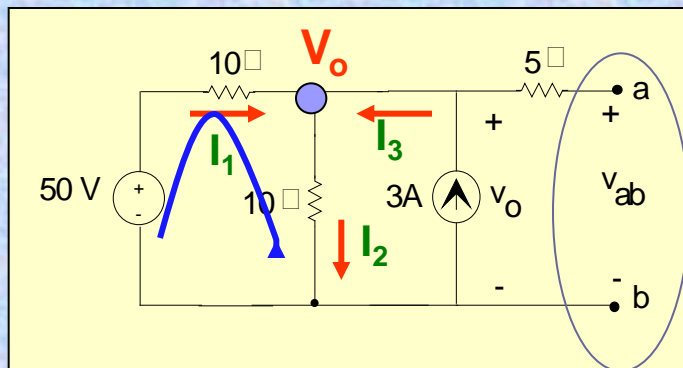 Vo
10□
5□
a
I1
I3
+
+
50 V
+
-
10□
3A
vo
vab
I2
-
-
b